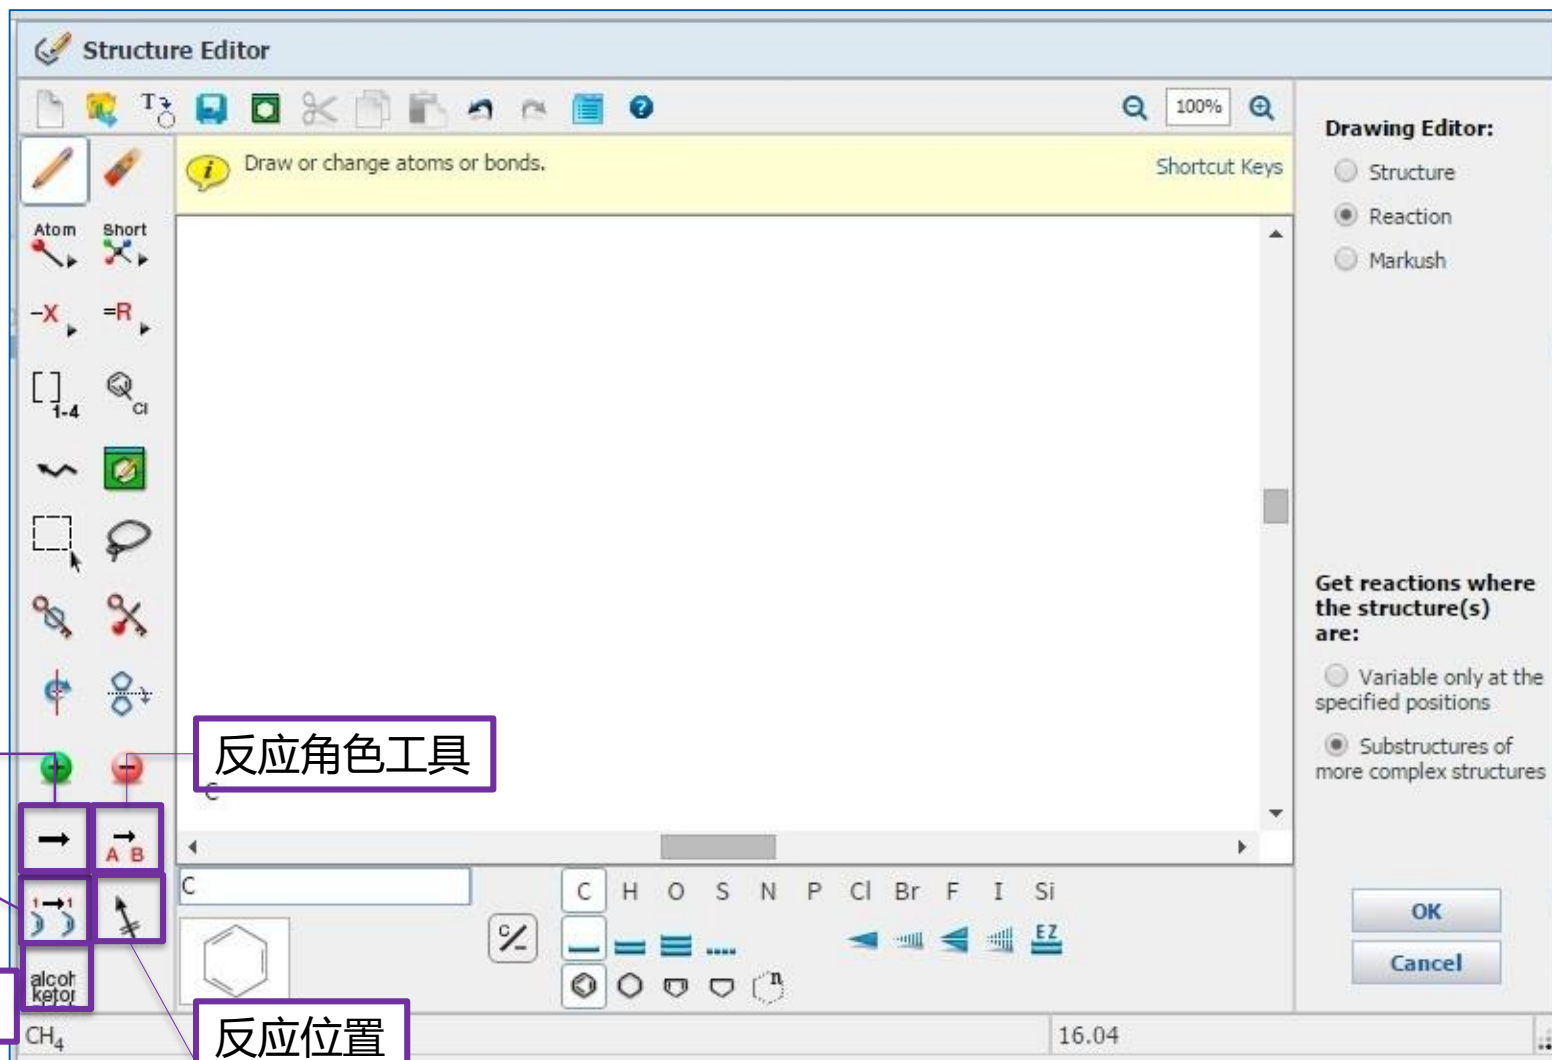 Structure Editor
T
100%
Draw or change atoms or bonds.
Shortcut Keys
Drawing Editor:
Structure
Reaction
Markush
Atom
Short
-X
=R
[ ] 1-4
Cl
Get reactions where
the structure(s)
are:
Variable only at the
specified positions
Substructures of
more complex structures
反应角色工具
C
A B
1 1
C
C H O S N P Cl Br F I Si
C
EZ
n
alcoh
ketor
反应位置
OK
Cancel
CH4
16.04